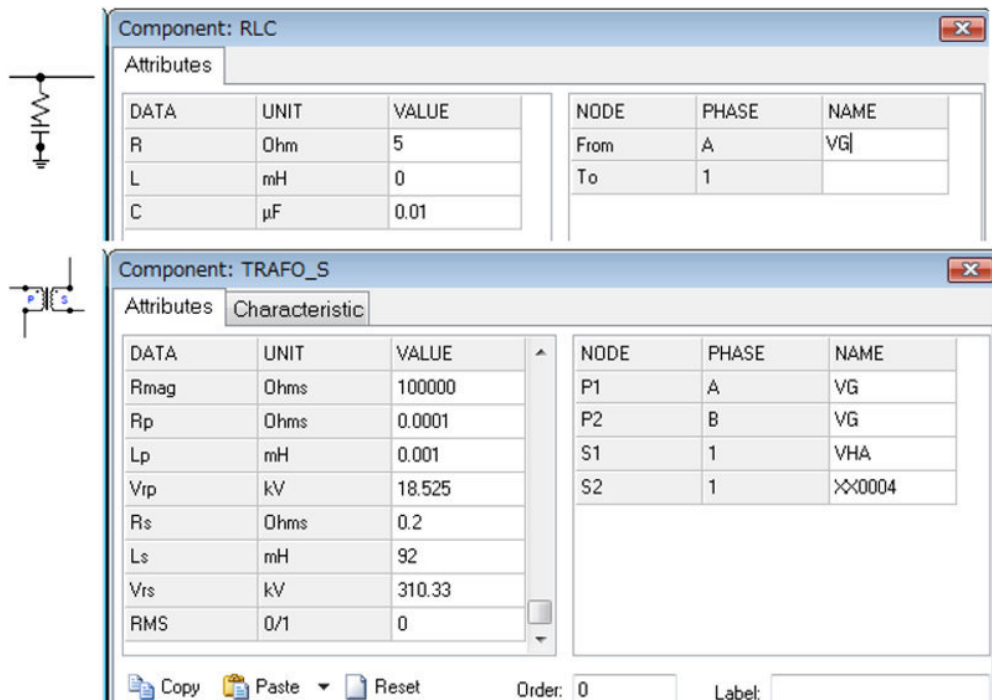 Component: RLC
Attributes
DATA UNIT VALUE NODE PHASE NAME
R Ohm 5 From A VG
L mH 0 To 1
C µF 0.01
Component: TRAFO_S
Attributes Characteristic
DATA UNIT VALUE NODE PHASE NAME
Rmag Ohms 100000 P1 A VG
Rp Ohms 0.0001 P2 B VG
Lp mH 0.001 S1 1 VHA
Vrp kV 18.525 S2 1 XX0004
Rs Ohms 0.2
P S
Ls mH 92
Vrs kV 310.33
RMS 0/1 0
Copy Paste Reset Order: 0 Label: